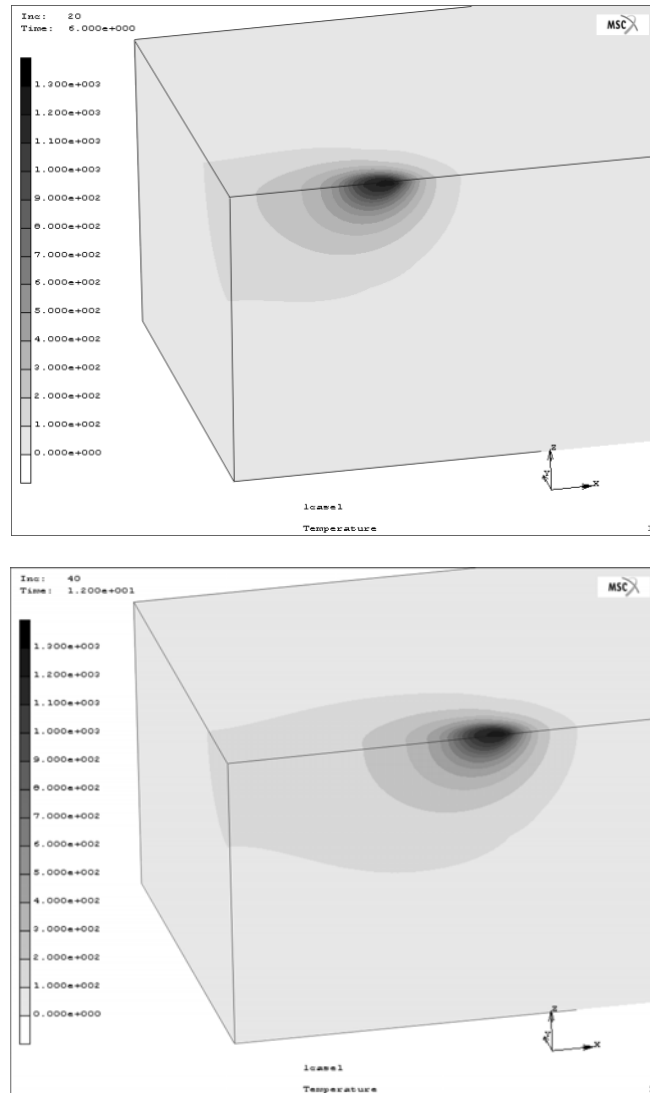 Inc: 20
Time: 6.000e+000
MSC
1.300e+003
1.200e+003
1.100e+003
1.000e+003
9.000e+002
8.000e+002
7.000e+002
6.000e+002
5.000e+002
4.000e+002
3.000e+002
2.000e+002
1.000e+002
0.000e+000
Z
Y
X
lcase1
Temperature
Inc: 40
Time: 1.200e+001
MSC
1.300e+003
1.200e+003
1.100e+003
1.000e+003
9.000e+002
8.000e+002
7.000e+002
6.000e+002
5.000e+002
4.000e+002
3.000e+002
2.000e+002
1.000e+002
0.000e+000
Z
Y
X
lcase1
Temperature